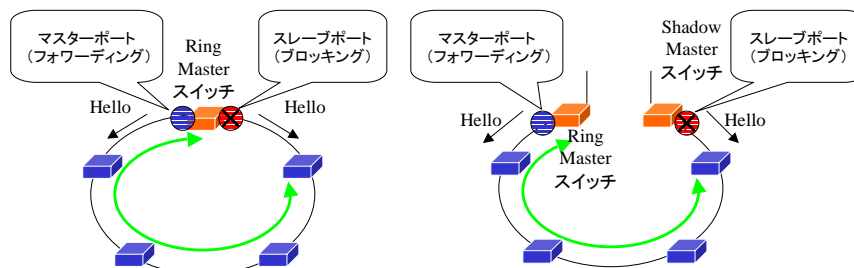 マスターポート
（フォワーディング）
Ring
Master
スイッチ
スレーブポート
（ブロッキング）
Hello
Hello
マスターポート
（フォワーディング）
Shadow
Master
スイッチ
スレーブポート
（ブロッキング）
Hello
Ring
Master
スイッチ
Hello